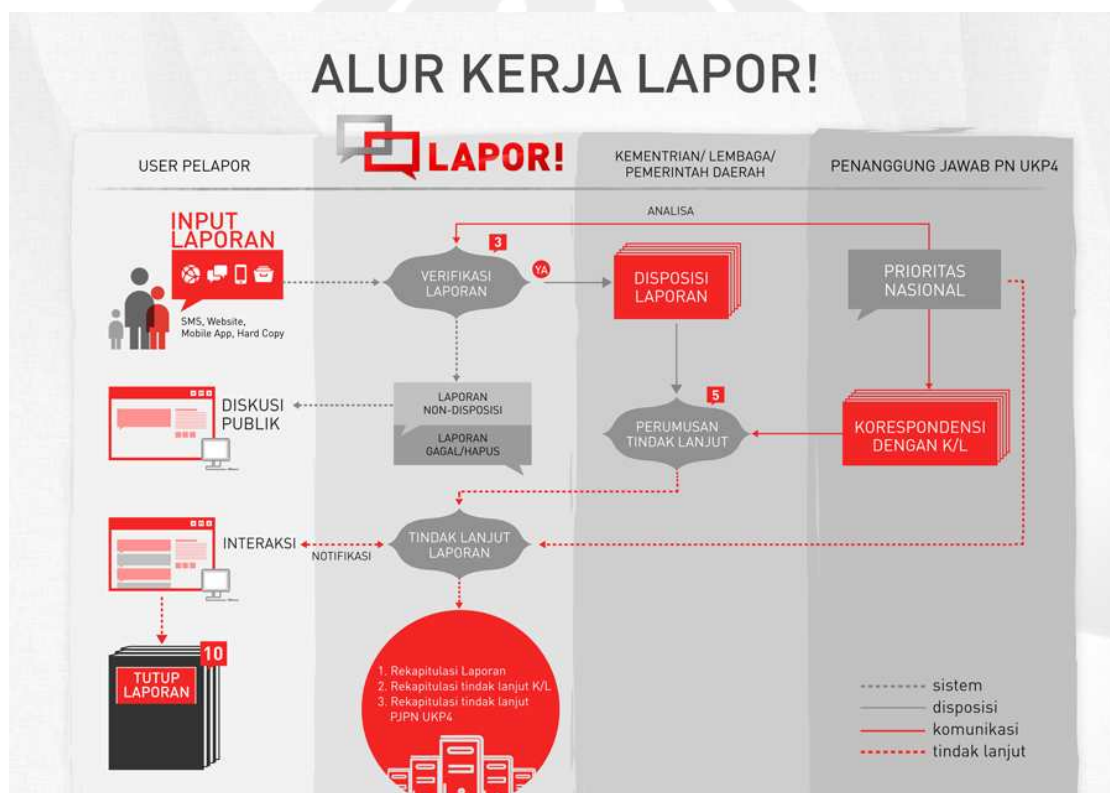 ALUR KERJA LAPOR!
USER PELAPOR
LAPOR!
KEMENTRIAN/ LEMBAGA/
PEMERINTAH DAERAH
PENANGGUNG JAWAB PN UKP4
INPUT
LAPORAN
SMS, Website,
Mobile App, Hard Copy
3
VERIFIKASI
LAPORAN
YA
ANALISA
DISPOSISI
LAPORAN
PRIORITAS
NASIONAL
DISKUSI
PUBLIK
LAPORAN
NON-DISPOSISI
LAPORAN
GAGAL/HAPUS
5
PERUMUSAN
TINDAK LANJUT
KORESPONDENSI
DENGAN K/L
INTERAKSI
NOTIFIKASI
TINDAK LANJUT
LAPORAN
10
TUTUP
LAPORAN
1. Rekapitulasi Laporan
2. Rekapitulasi tindak lanjut K/L
3. Rekapitulasi tindak lanjut
PJPN UKP4
sistem
disposisi
komunikasi
tindak lanjut